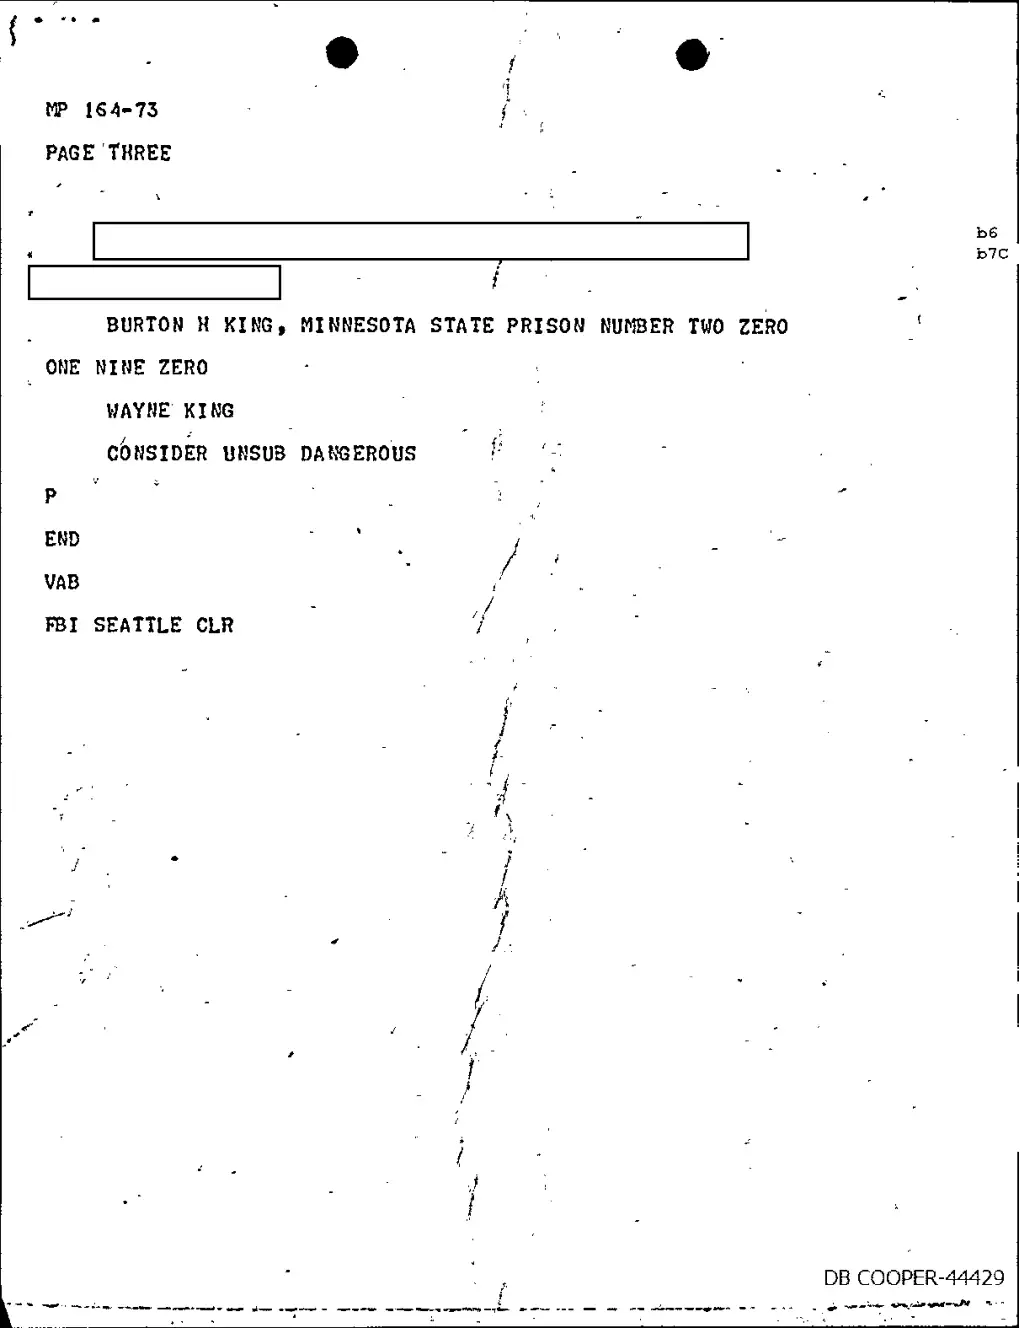 MP 164-73
PAGE THREE
b6
b7C
BURTON H KING, MINNESOTA STATE PRISON NUMBER TWO ZERO
ONE NINE ZERO
WAYNE KING
CONSIDER UNSUB DANGEROUS
P
END
VAB
FBI SEATTLE CLR
DB COOPER-44429